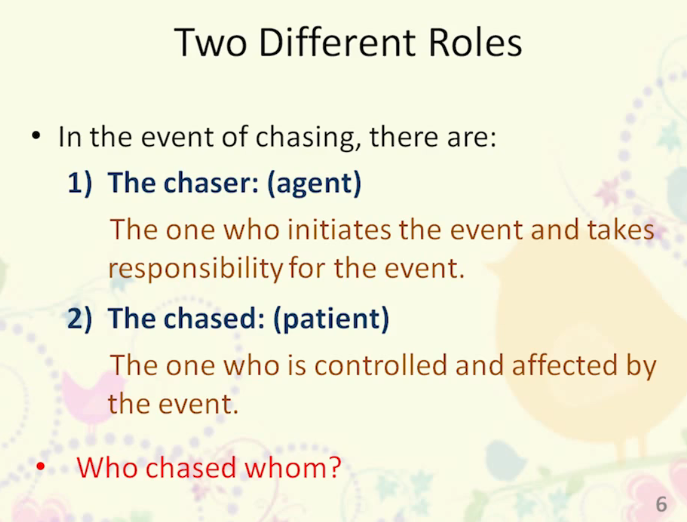 Two Different Roles
• In the event of chasing, there are:
1) The chaser: (agent)
The one who initiates the event and takes
responsibility for the event.
2) The chased: (patient)
The one who is controlled and affected by
the event.
• Who chased whom?
6